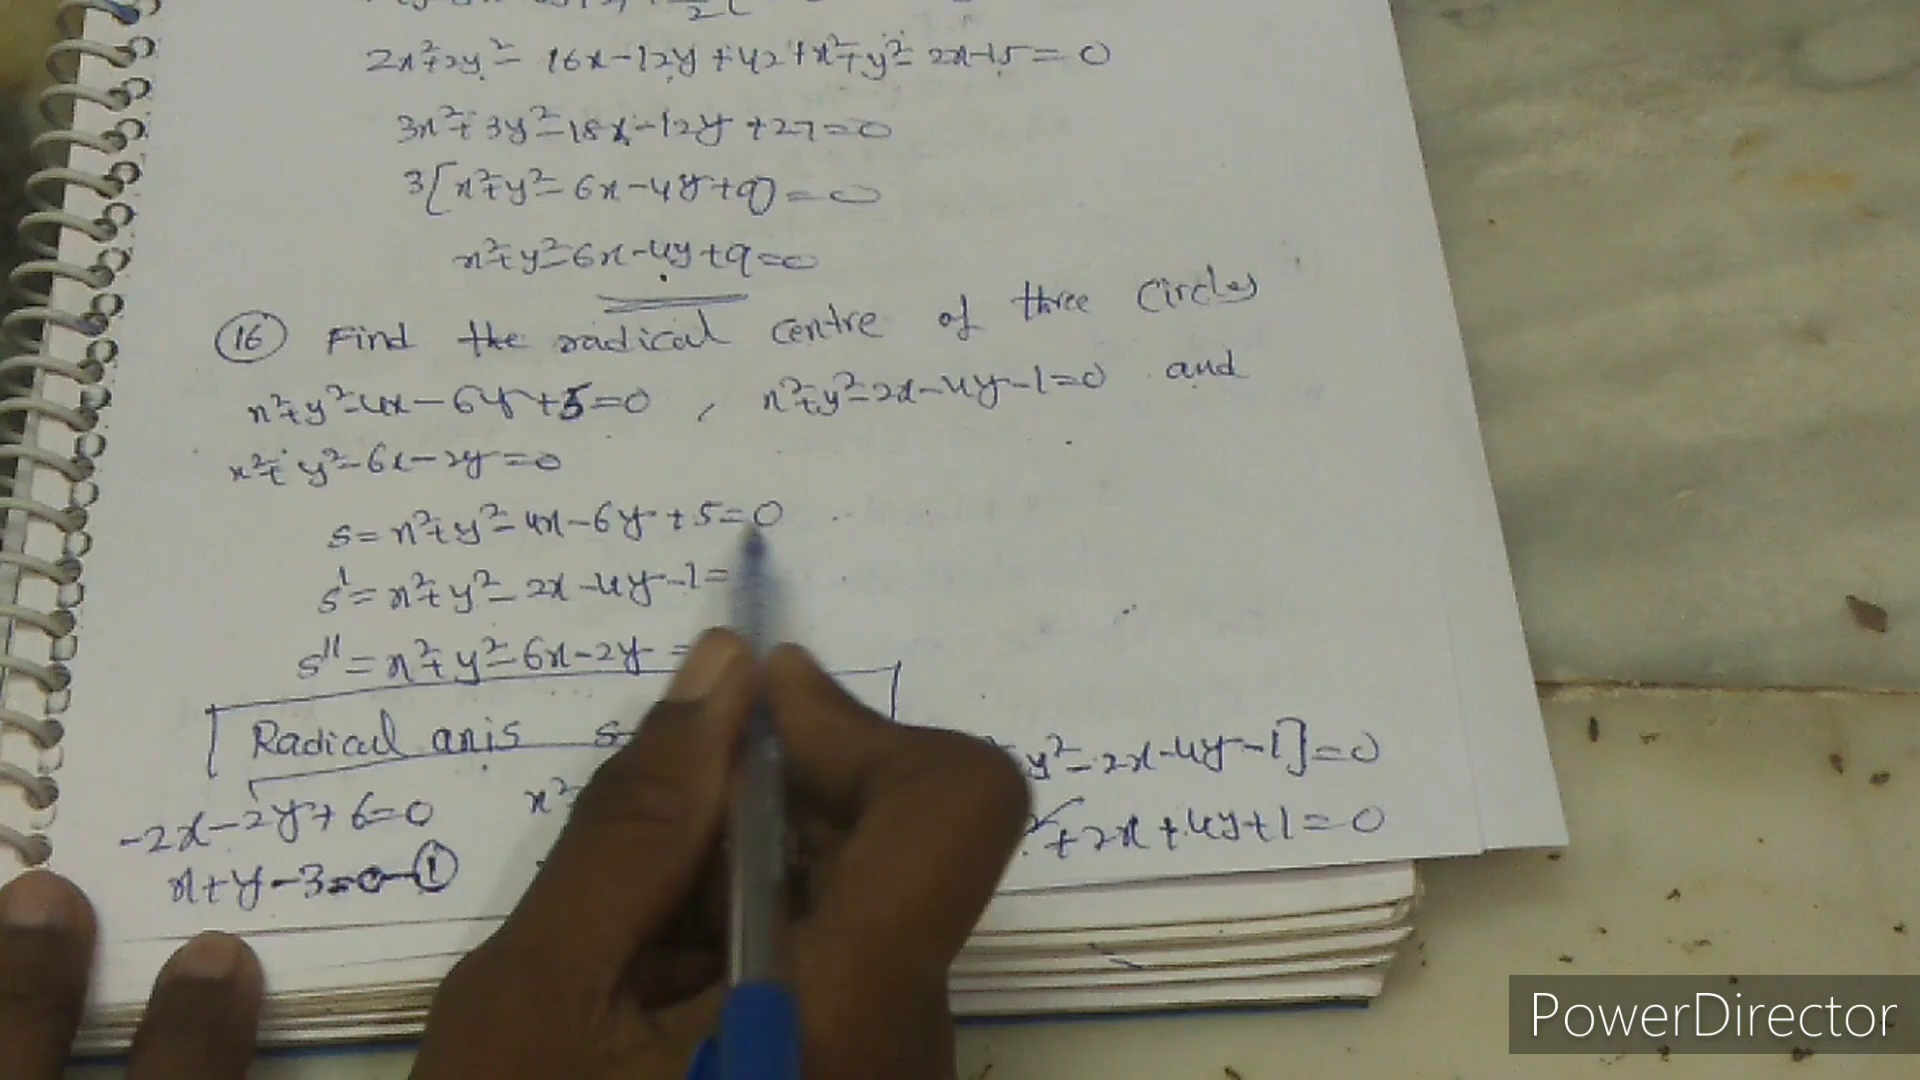 2x²+2y²- 16x-12y+42+x²+y²-2x-15=0
3x²+3y²-18x-12y+27=0
3[x²+y²-6x-4y+9]=0
x²+y²-6x-4y+9=0
(16) Find the radical centre of three circles
x²+y²-4x-6y+5=0, x²+y²-2x-4y-1=0 and
x²+y²-6x-2y=0
s=x²+y²-4x-6y+5=0
s'=x²+y²-2x-4y-1=
s''=x²+y²-6x-2y=
Radical axis s
y²-2x-4y-1]=0
-2x-2y+6=0 x² +2x+4y+1=0
x+y-3=0-(1)
PowerDirector